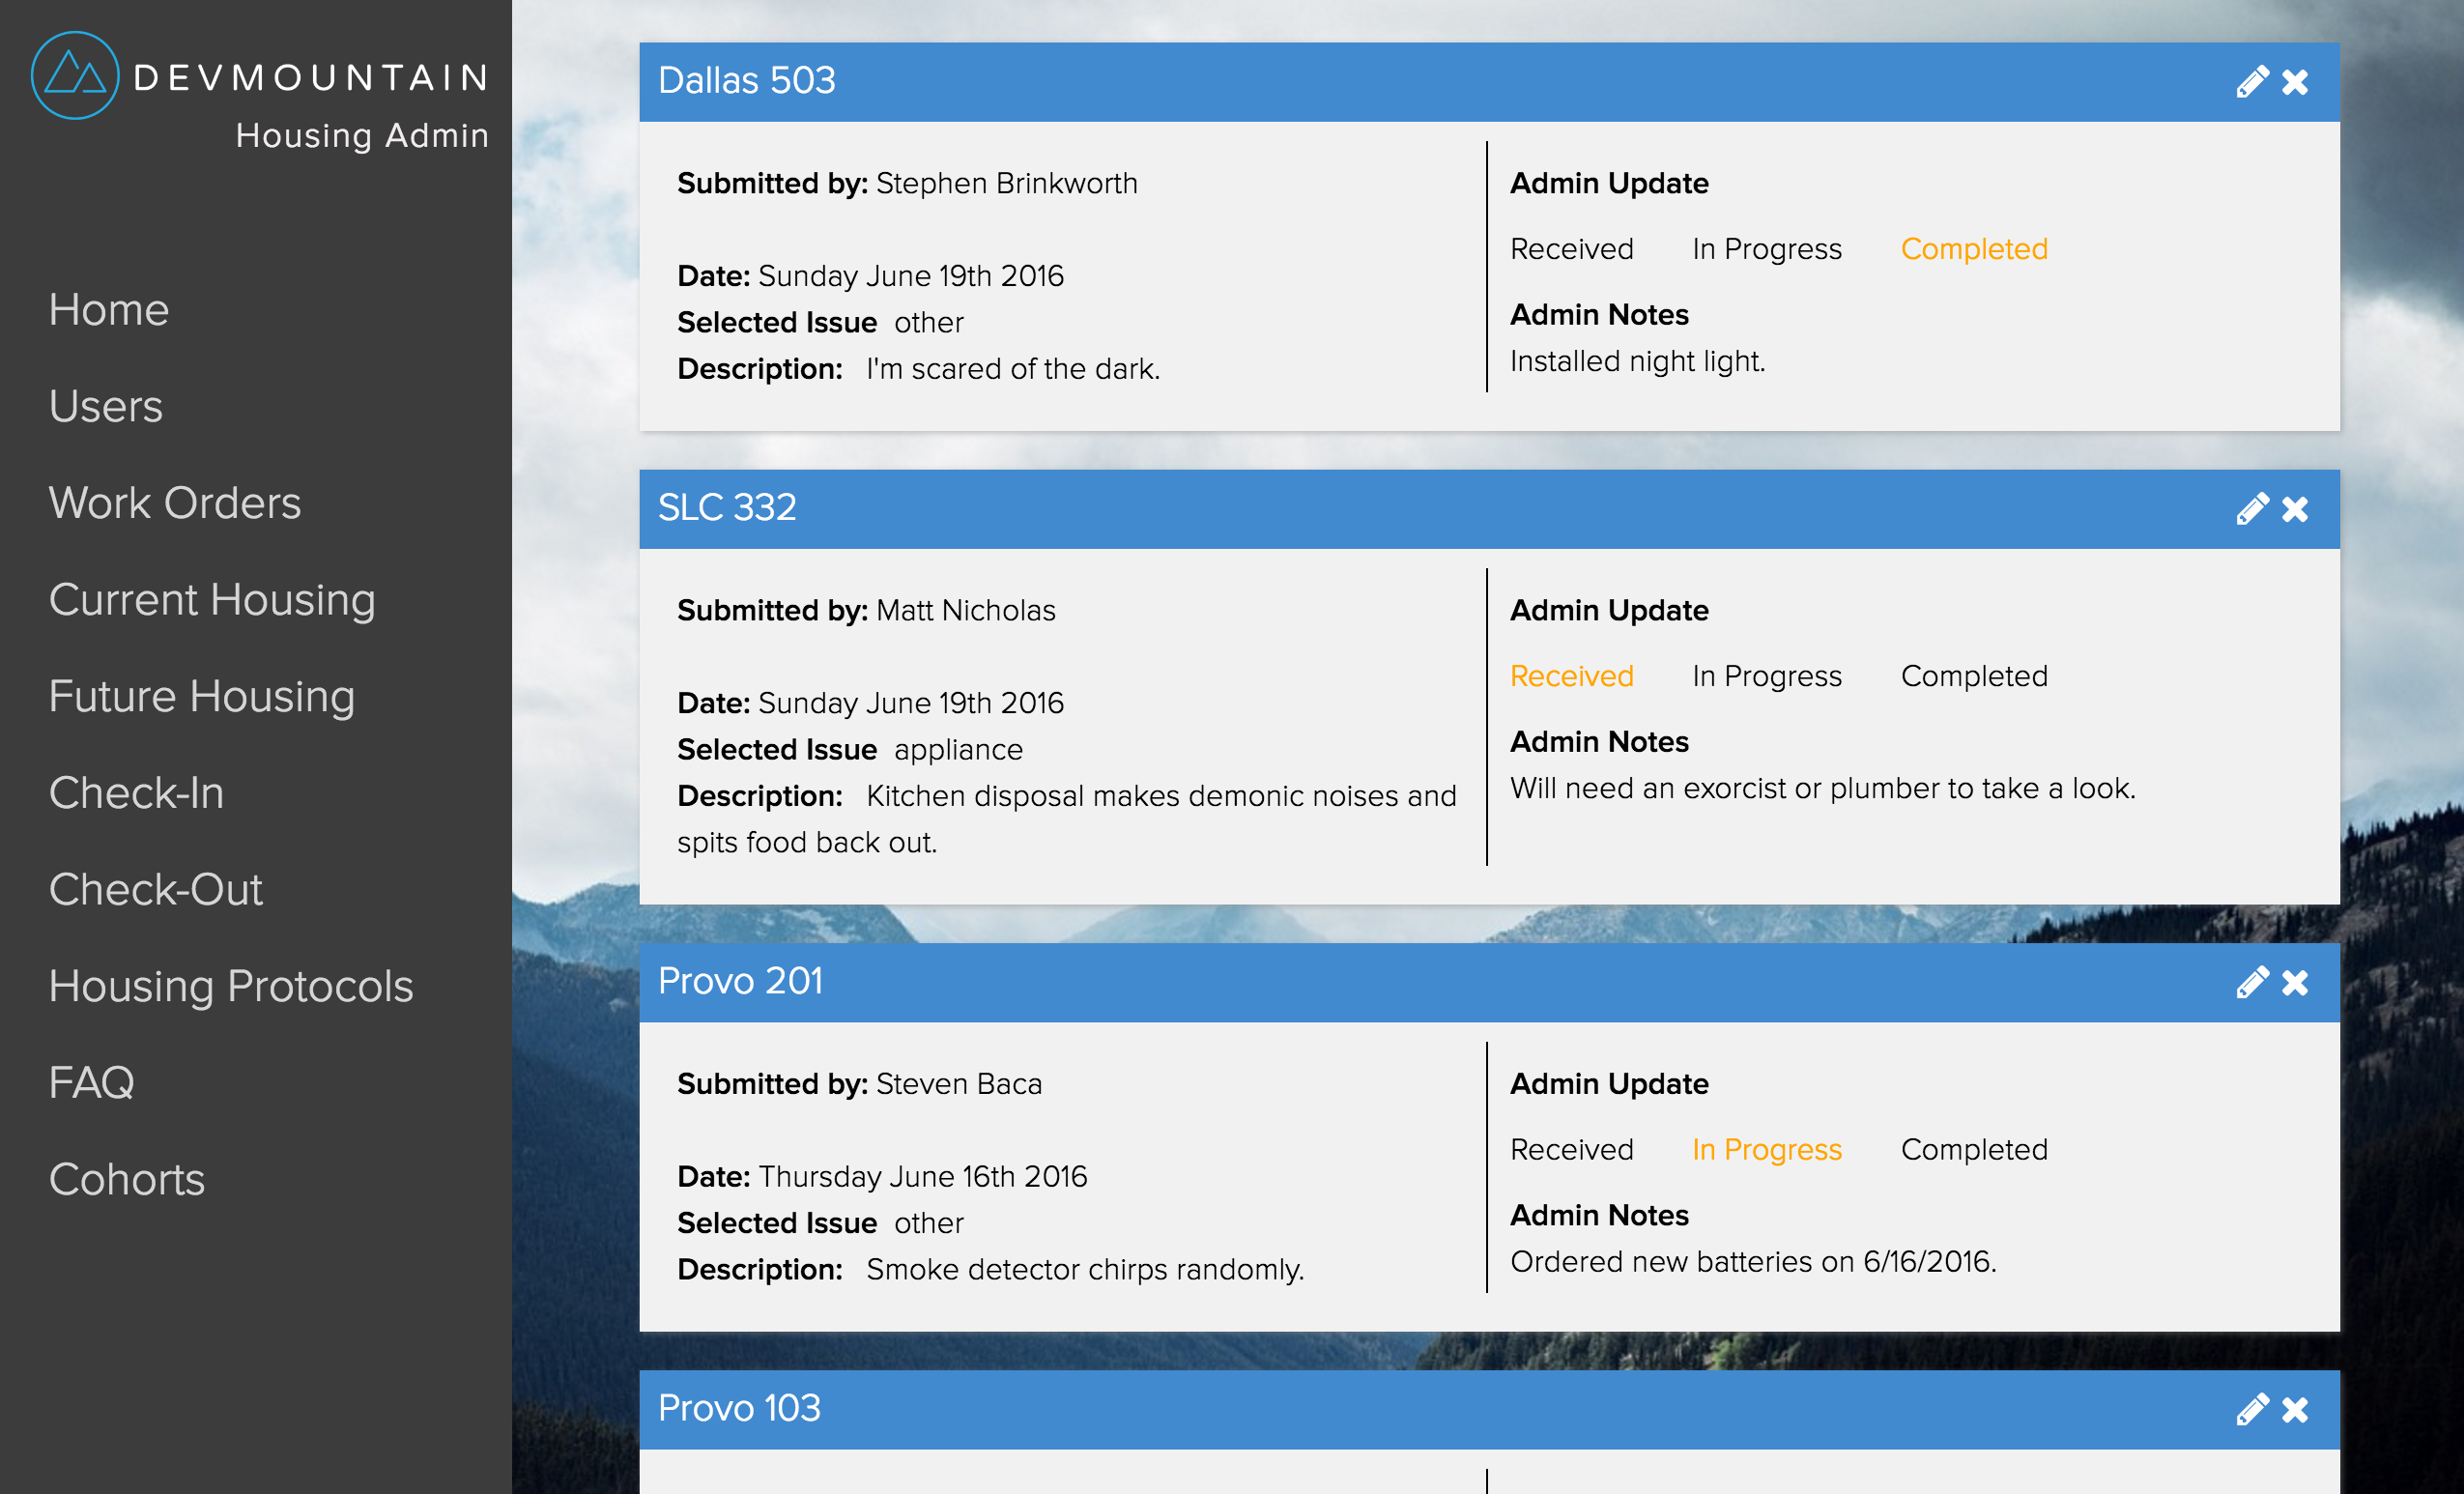 DEVMOUNTAIN
Housing Admin
Home
Users
Work Orders
Current Housing
Future Housing
Check-In
Check-Out
Housing Protocols
FAQ
Cohorts
Dallas 503
Submitted by: Stephen Brinkworth
Date: Sunday June 19th 2016
Selected Issue other
Description: I'm scared of the dark.
Admin Update
Received In Progress Completed
Admin Notes
Installed night light.
SLC 332
Submitted by: Matt Nicholas
Date: Sunday June 19th 2016
Selected Issue appliance
Description: Kitchen disposal makes demonic noises and
spits food back out.
Admin Update
Received In Progress Completed
Admin Notes
Will need an exorcist or plumber to take a look.
Provo 201
Submitted by: Steven Baca
Date: Thursday June 16th 2016
Selected Issue other
Description: Smoke detector chirps randomly.
Admin Update
Received In Progress Completed
Admin Notes
Ordered new batteries on 6/16/2016.
Provo 103